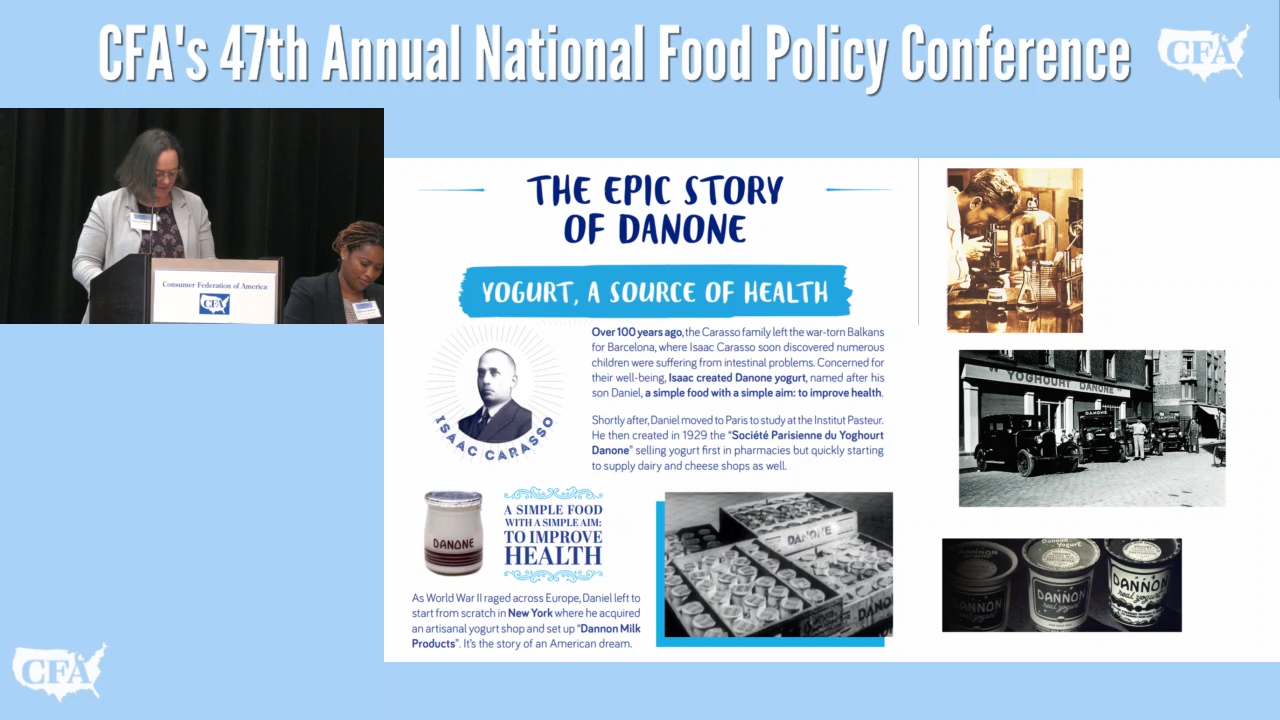 CFA's 47th Annual National Food Policy Conference
CFA
Consumer Federation of America
CFA
THE EPIC STORY
OF DANONE
YOGURT, A SOURCE OF HEALTH
Over 100 years ago, the Carasso family left the war-torn Balkans
for Barcelona, where Isaac Carasso soon discovered numerous
children were suffering from intestinal problems. Concerned for
their well-being, Isaac created Danone yogurt, named after his
son Daniel, a simple food with a simple aim: to improve health.
ISAAC CARASSO
Shortly after, Daniel moved to Paris to study at the Institut Pasteur.
He then created in 1929 the "Société Parisienne du Yoghourt
Danone" selling yogurt first in pharmacies but quickly starting
to supply dairy and cheese shops as well.
DANONE
A SIMPLE FOOD
WITH A SIMPLE AIM:
TO IMPROVE
HEALTH
As World War II raged across Europe, Daniel left to
start from scratch in New York where he acquired
an artisanal yogurt shop and set up "Dannon Milk
Products". It's the story of an American dream.
DANONE
DANO
YOGHOURT DANONE
DANONE
DANNON
Dannon
Yogurt
DANNON
real yogurt
DANNON
real yogurt
CFA